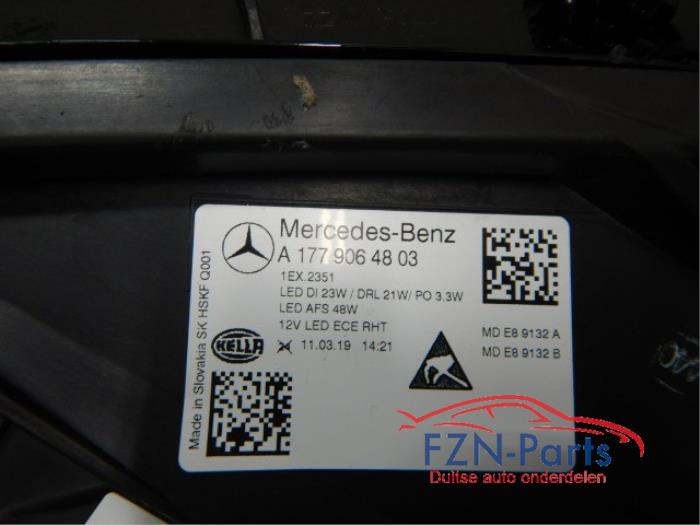 Mercedes-Benz
A 177 906 48 03
1EX.2351
LED DI 23W / DRL 21W/ PO 3,3W
LED AFS 48W
12V LED ECE RHT
HELLA
11.03.19 14:21
MD E8 9132 A
MD E8 9132 B
Made in Slovakia SK HSKF Q001
FZN-Parts
Duitse auto onderdelen